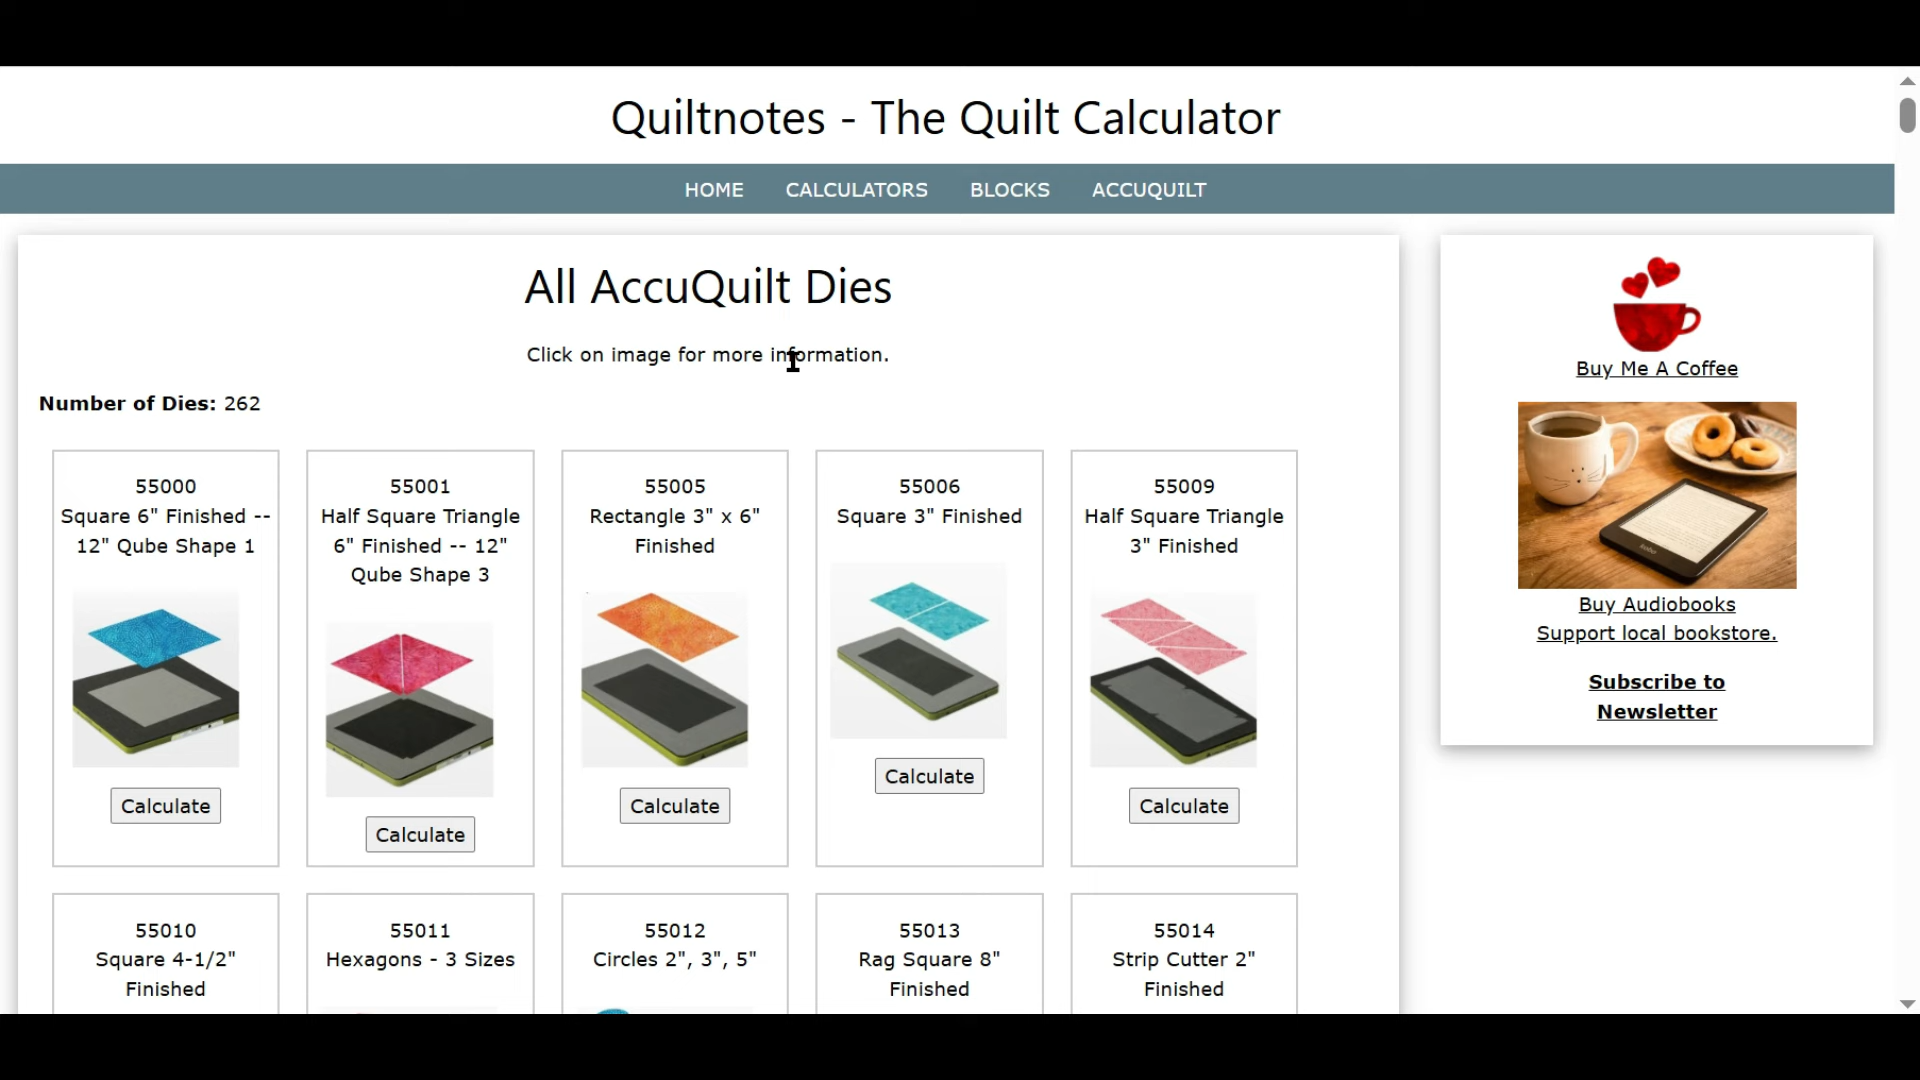 Quiltnotes - The Quilt Calculator
HOME CALCULATORS BLOCKS ACCUQUILT
All AccuQuilt Dies
Click on image for more information.
Number of Dies: 262
55000
Square 6" Finished --
12" Qube Shape 1
Calculate
55001
Half Square Triangle
6" Finished -- 12"
Qube Shape 3
Calculate
55005
Rectangle 3" x 6"
Finished
Calculate
55006
Square 3" Finished
Calculate
55009
Half Square Triangle
3" Finished
Calculate
55010
Square 4-1/2"
Finished
55011
Hexagons - 3 Sizes
55012
Circles 2", 3", 5"
55013
Rag Square 8"
Finished
55014
Strip Cutter 2"
Finished
Buy Me A Coffee
kobo
Buy Audiobooks
Support local bookstore.
Subscribe to
Newsletter